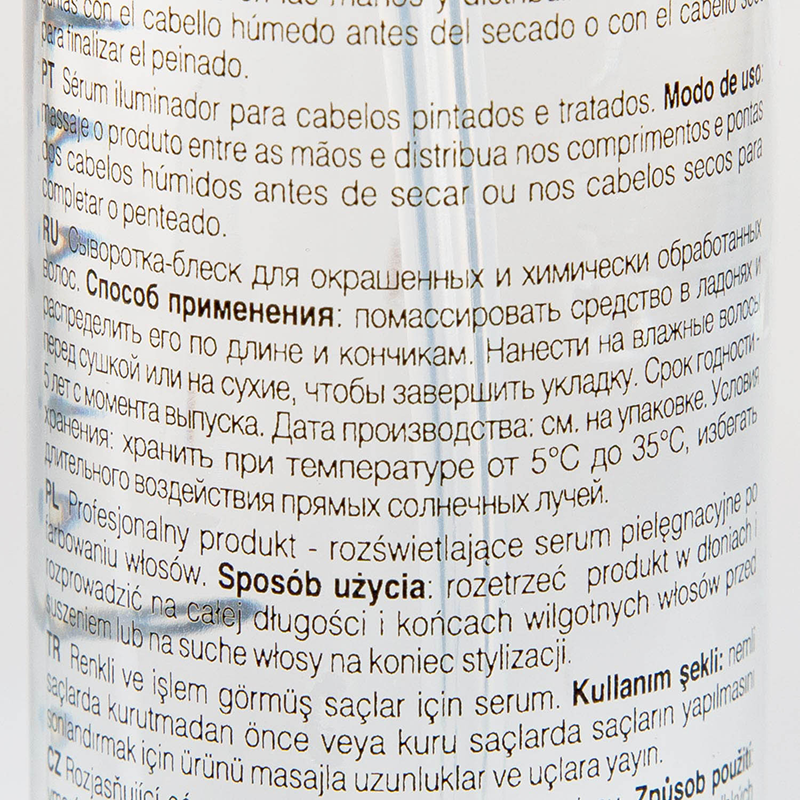 las manos y distribu
con el cabello húmedo antes del secado o con el cabello
para finalizar el peinado.
PT Sérum iluminador para cabelos pintados e tratados. Modo de uso:
massaje o produto entre as mãos e distribua nos comprimentos e pontas
dos cabelos húmidos antes de secar ou nos cabelos secos para
completar o penteado.
RU Сыворотка-блеск для окрашенных и химически обработанных
волос. Способ применения: помассировать средство в ладонях и
распределить его по длине и кончикам. Нанести на влажные волосы
перед сушкой или на сухие, чтобы завершить укладку. Срок годности -
5 лет с момента выпуска. Дата производства: см. на упаковке. Условия
хранения: хранить при температуре от 5°C до 35°C, избегать
длительного воздействия прямых солнечных лучей.
PL Profesjonalny produkt - rozświetlające serum pielęgnacyjne po
farbowaniu włosów. Sposób użycia: rozetrzeć produkt w dłoniach i
rozprowadzić na całej długości i końcach wilgotnych włosów przed
suszeniem lub na suche włosy na koniec stylizacji.
TR Renkli ve işlem görmüş saçlar için serum. Kullanım şekli: nemli
saçlarda kurutmadan önce veya kuru saçlarda saçların yapılmasını
sonlandırmak için ürünü masajla uzunluklar ve uçlara yayın.
CZ Rozjasňující Způsob použití: